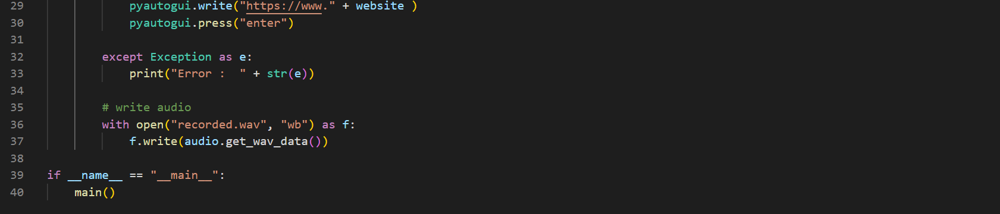 29 pyautogui.write("https://www." + website )
30 pyautogui.press("enter")
31
32 except Exception as e:
33 print("Error :  " + str(e))
34
35 # write audio
36 with open("recorded.wav", "wb") as f:
37 f.write(audio.get_wav_data())
38
39 if __name__ == "__main__":
40 main()